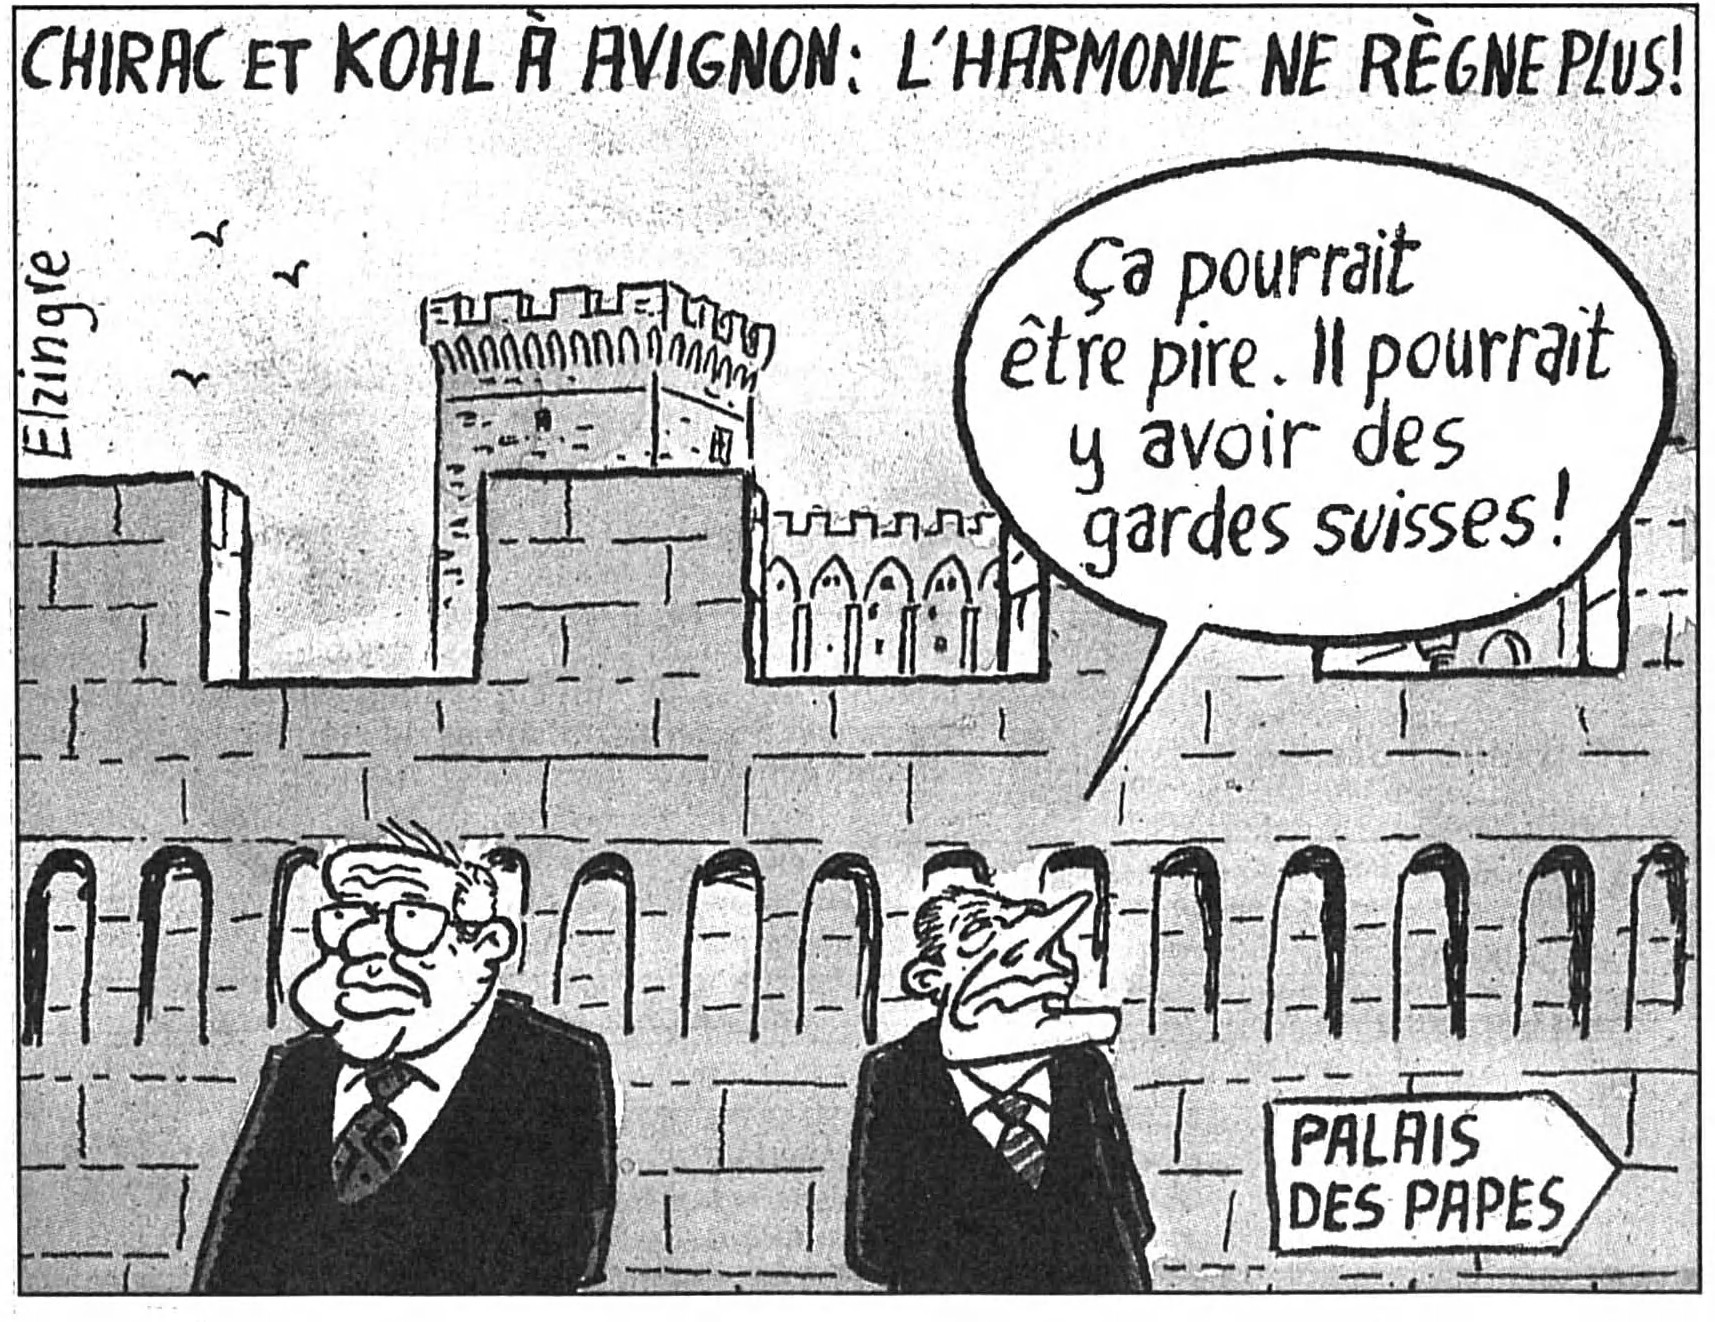 CHIRAC ET KOHL À AVIGNON: L'HARMONIE NE RÈGNE PLUS!
Elzingre
Ça pourrait
être pire. Il pourrait
y avoir des
gardes suisses!
PALAIS
DES PAPES